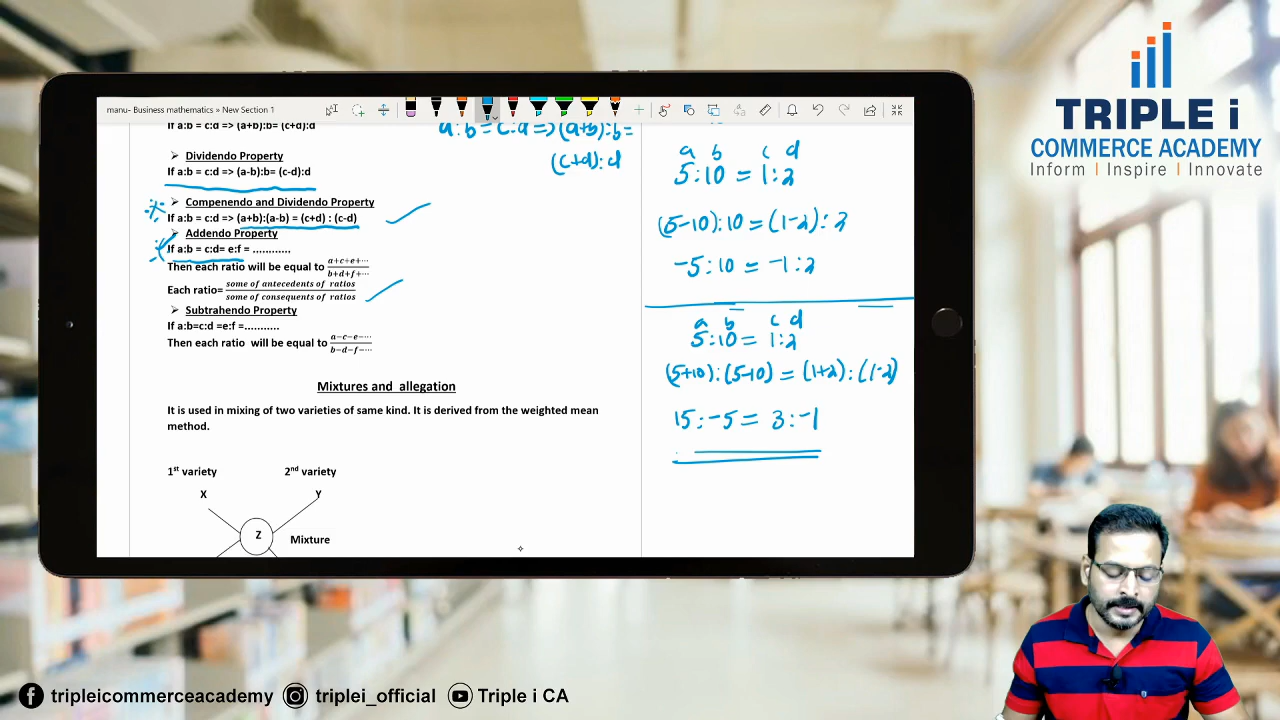 manu- Business mathematics » New Section 1
If a:b = c:d => (a+b):b= (c+d):d
➢ Dividendo Property
If a:b = c:d => (a-b):b= (c-d):d
➢ Compenendo and Dividendo Property
If a:b = c:d => (a+b):(a-b) = (c+d) : (c-d)
➢ Addendo Property
If a:b = c:d= e:f = ............
Then each ratio will be equal to (a+c+e+⋯)/(b+d+f+⋯)
Each ratio= (some of antecedents of ratios)/(some of consequents of ratios)
➢ Subtrahendo Property
If a:b=c:d =e:f =...........
Then each ratio will be equal to (a−c−e−⋯)/(b−d−f−⋯)
Mixtures and allegation
It is used in mixing of two varieties of same kind. It is derived from the weighted mean
method.
1st variety 2nd variety
X Y
Z Mixture
a:b = c:d => (a+b):b=
(c+d):d
a b c d
5:10 = 1:2
(5-10):10 = (1-2):2
-5:10 = -1:2
a b c d
5:10 = 1:2
(5+10):(5-10) = (1+2):(1-2)
15:-5 = 3:-1
TRIPLE i
COMMERCE ACADEMY
Inform | Inspire | Innovate
tripleicommerceacademy triplei_official Triple i CA